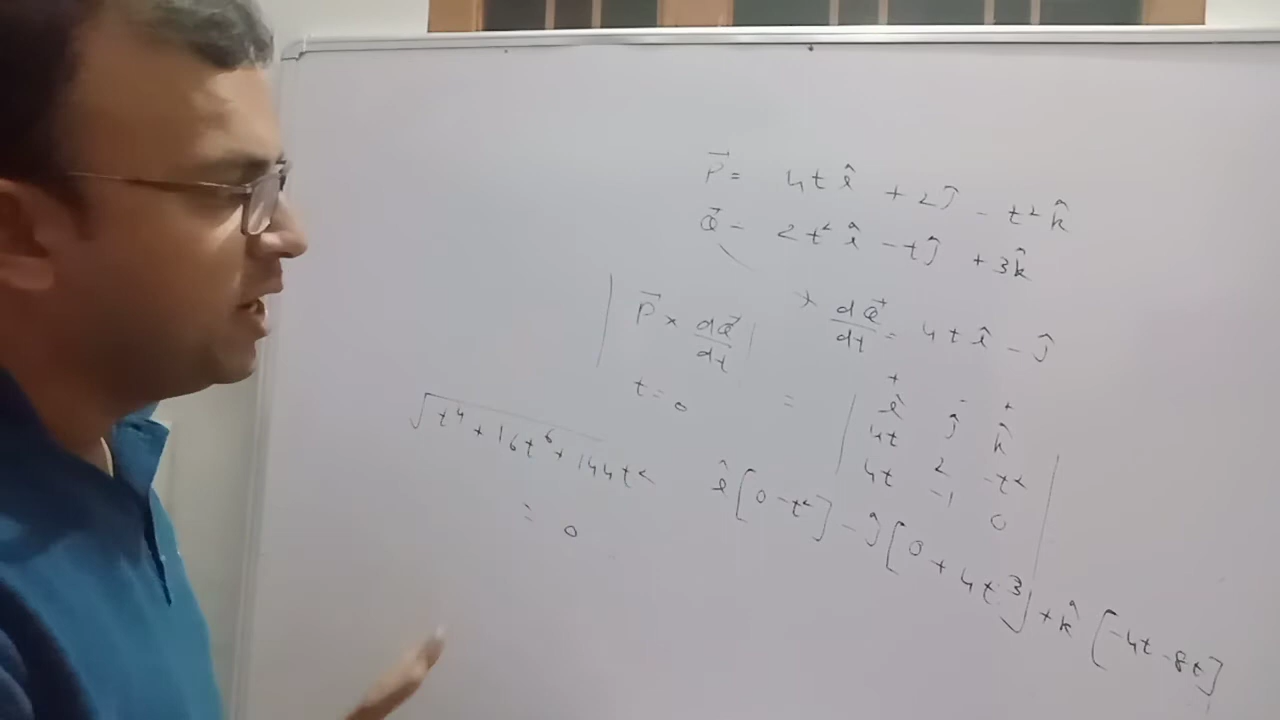 P⃗ = 4t î + 2ĵ - t² k̂
Q⃗ = 2t² î - tĵ + 3k̂
| P⃗ × dQ⃗/dt |
t = 0
* dQ⃗/dt = 4t î - ĵ
+ - +
= | î ĵ k̂
4t 2 -t²
4t -1 0 |
î [0 - t²] - ĵ [0 + 4t³] + k̂ [-4t - 8t]
√t⁴ + 16t⁶ + 144t²
= 0